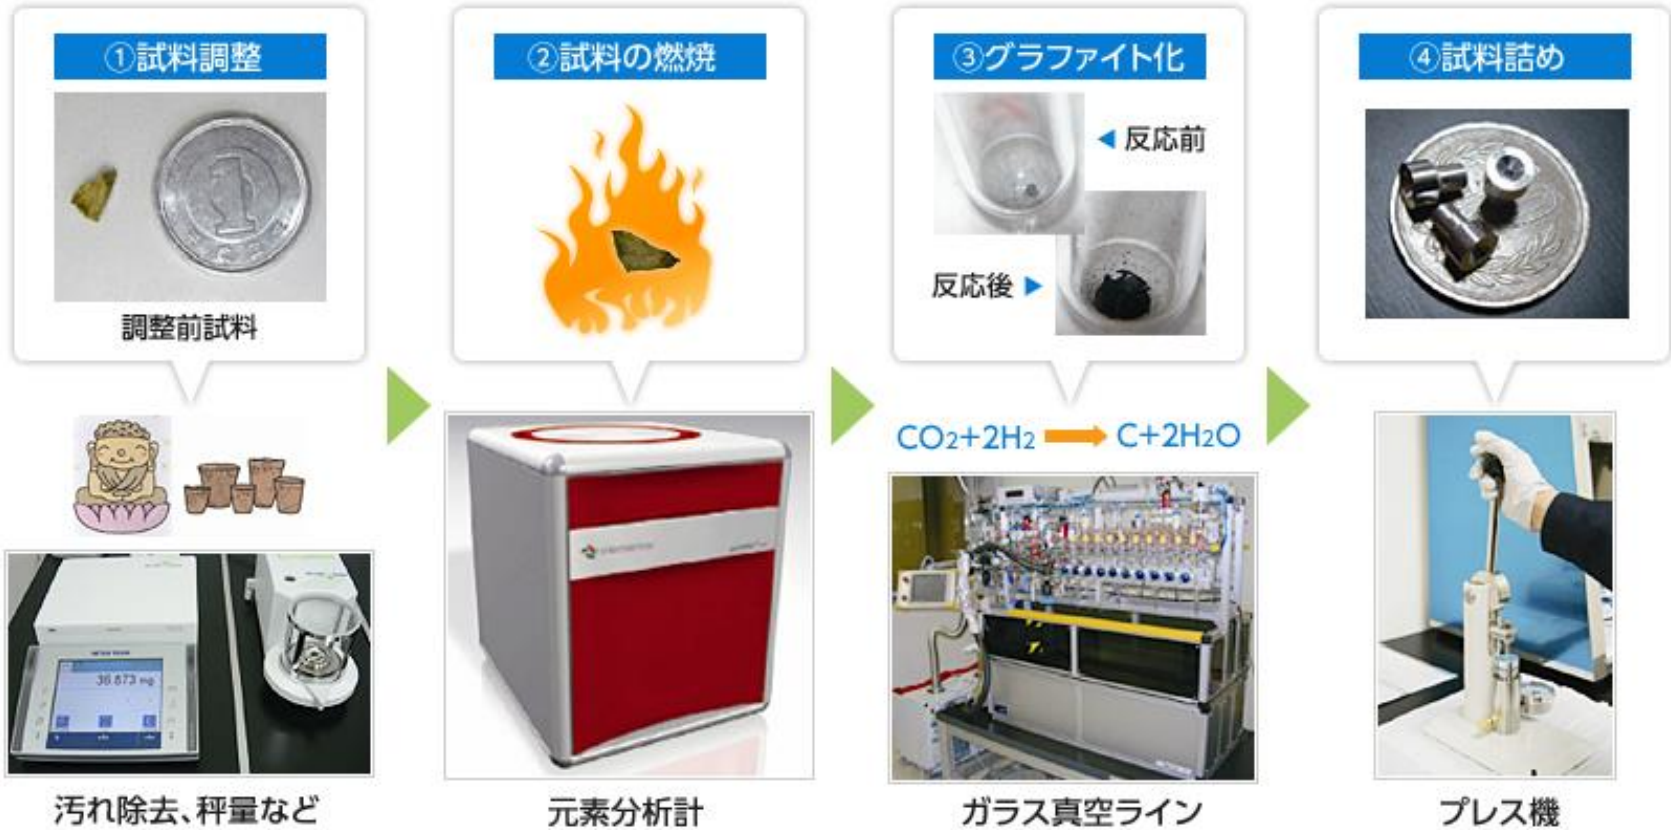 ①試料調整
調整前試料
汚れ除去、秤量など
②試料の燃焼
元素分析計
③グラファイト化
反応前
反応後
CO₂+2H₂ → C+2H₂O
ガラス真空ライン
④試料詰め
プレス機
36.873 mg